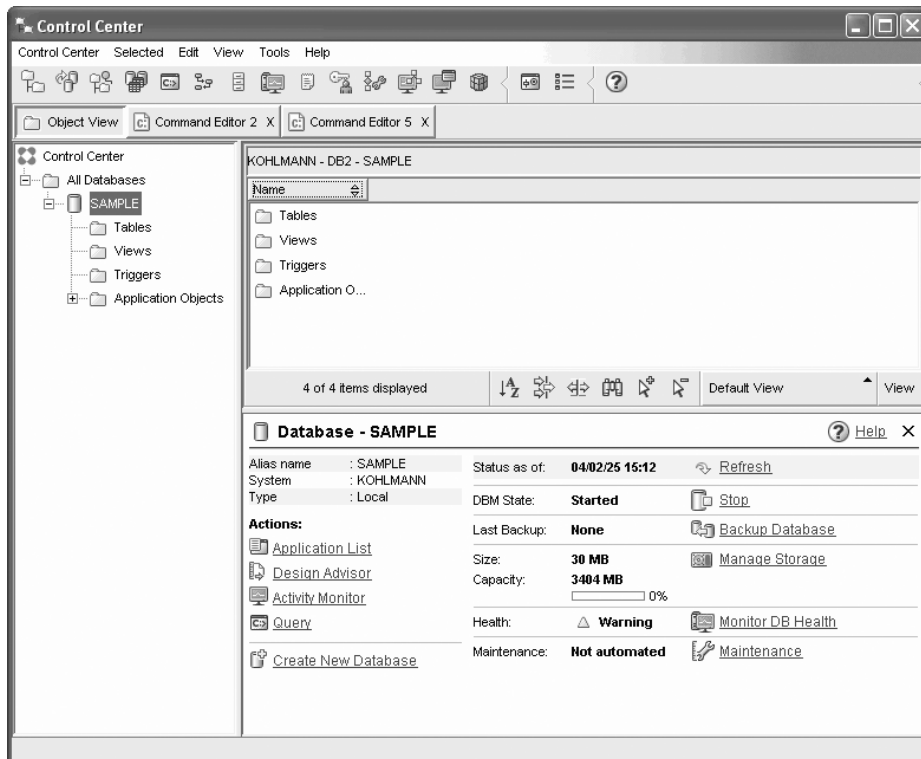 Control Center
Control Center Selected Edit View Tools Help
Object View Command Editor 2 X Command Editor 5 X
Control Center
All Databases
SAMPLE
Tables
Views
Triggers
Application Objects
KOHLMANN - DB2 - SAMPLE
Name
Tables
Views
Triggers
Application O...
4 of 4 items displayed Default View View
Database - SAMPLE Help X
Alias name : SAMPLE
System : KOHLMANN
Type : Local
Actions:
Application List
Design Advisor
Activity Monitor
Query
Create New Database
Status as of: 04/02/25 15:12 Refresh
DBM State: Started Stop
Last Backup: None Backup Database
Size: 30 MB Manage Storage
Capacity: 3404 MB
0%
Health: Warning Monitor DB Health
Maintenance: Not automated Maintenance